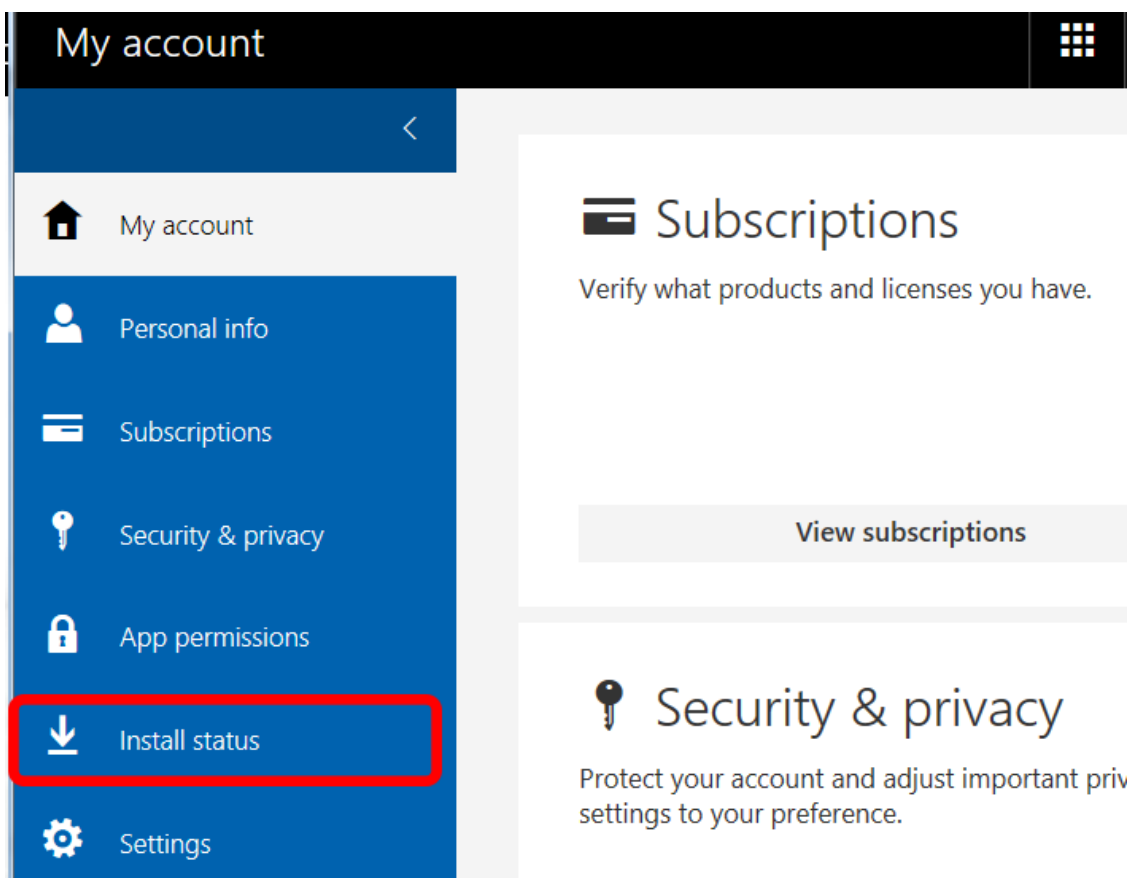 My account
My account
Personal info
Subscriptions
Security & privacy
App permissions
Install status
Settings
Subscriptions
Verify what products and licenses you have.
View subscriptions
Security & privacy
Protect your account and adjust important priv
settings to your preference.